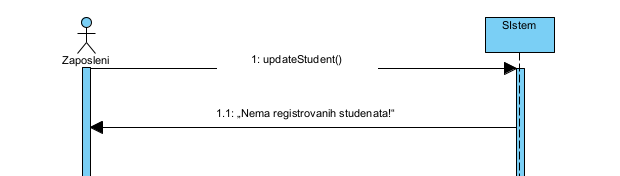 SIstem
Zaposleni
1: updateStudent()
1.1: „Nema registrovanih studenata!“